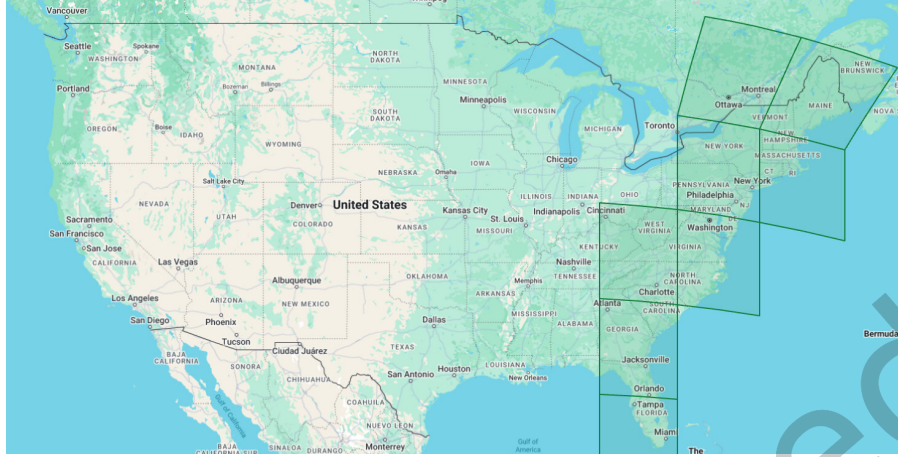 Vancouver
Seattle
Spokane
WASHINGTON
Portland
OREGON
Boise
IDAHO
MONTANA
Bozeman
Billings
NORTH
DAKOTA
SOUTH
DAKOTA
MINNESOTA
Minneapolis
WISCONSIN
MICHIGAN
Toronto
Ottawa
Montreal
NEW
BRUNSWICK
MAINE
NOVA
VERMONT
NEW
HAMPSHIRE
MASSACHUSETTS
CT
RI
NEW YORK
WYOMING
IOWA
Chicago
NEBRASKA
Omaha
Salt Lake City
NEVADA
UTAH
Denver
COLORADO
United States
KANSAS
Kansas City
MISSOURI
St. Louis
ILLINOIS
INDIANA
Indianapolis
OHIO
Cincinnati
PENNSYLVANIA
New York
Philadelphia
NJ
MARYLAND
DE
Washington
WEST
VIRGINIA
VIRGINIA
KENTUCKY
Sacramento
San Francisco
San Jose
CALIFORNIA
Las Vegas
Los Angeles
San Diego
ARIZONA
Phoenix
Tucson
Albuquerque
NEW MEXICO
OKLAHOMA
ARKANSAS
Nashville
TENNESSEE
Memphis
NORTH
CAROLINA
Charlotte
SOUTH
CAROLINA
Atlanta
GEORGIA
ALABAMA
MISSISSIPPI
Dallas
TEXAS
LOUISIANA
Houston
San Antonio
New Orleans
Jacksonville
Orlando
Tampa
FLORIDA
Miami
The
Bermuda
Ciudad Juárez
BAJA
CALIFORNIA
SONORA
CHIHUAHUA
COAHUILA
NUEVO LEON
Monterrey
Gulf of California
BAJA
CALIFORNIA SUR
SINALOA
DURANGO
Gulf of